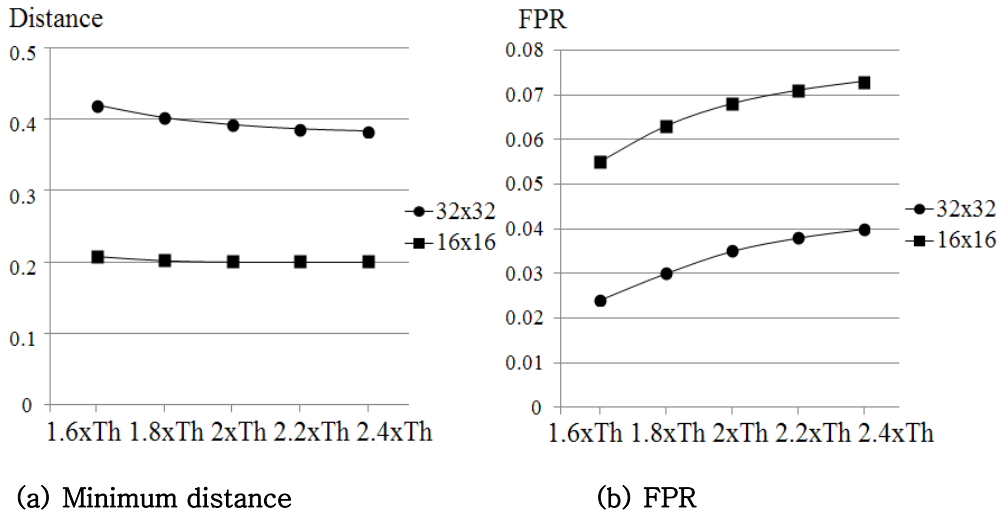 Distance
0.5
0.4
0.3
0.2
0.1
0
1.6xTh 1.8xTh 2xTh 2.2xTh 2.4xTh
32x32
16x16
(a) Minimum distance
FPR
0.08
0.07
0.06
0.05
0.04
0.03
0.02
0.01
0
1.6xTh 1.8xTh 2xTh 2.2xTh 2.4xTh
32x32
16x16
(b) FPR